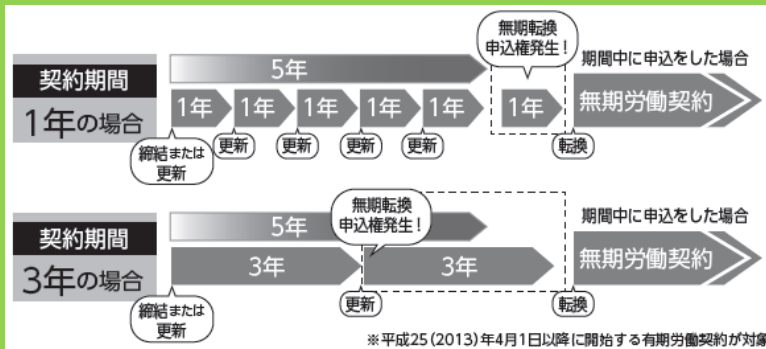 契約期間
1年の場合
5年
無期転換
申込権発生！
期間中に申込をした場合
1年
1年
1年
1年
1年
1年
無期労働契約
締結または
更新
更新
更新
更新
更新
転換
契約期間
3年の場合
5年
無期転換
申込権発生！
期間中に申込をした場合
3年
3年
無期労働契約
締結または
更新
更新
転換
※平成25(2013)年4月1日以降に開始する有期労働契約が対象